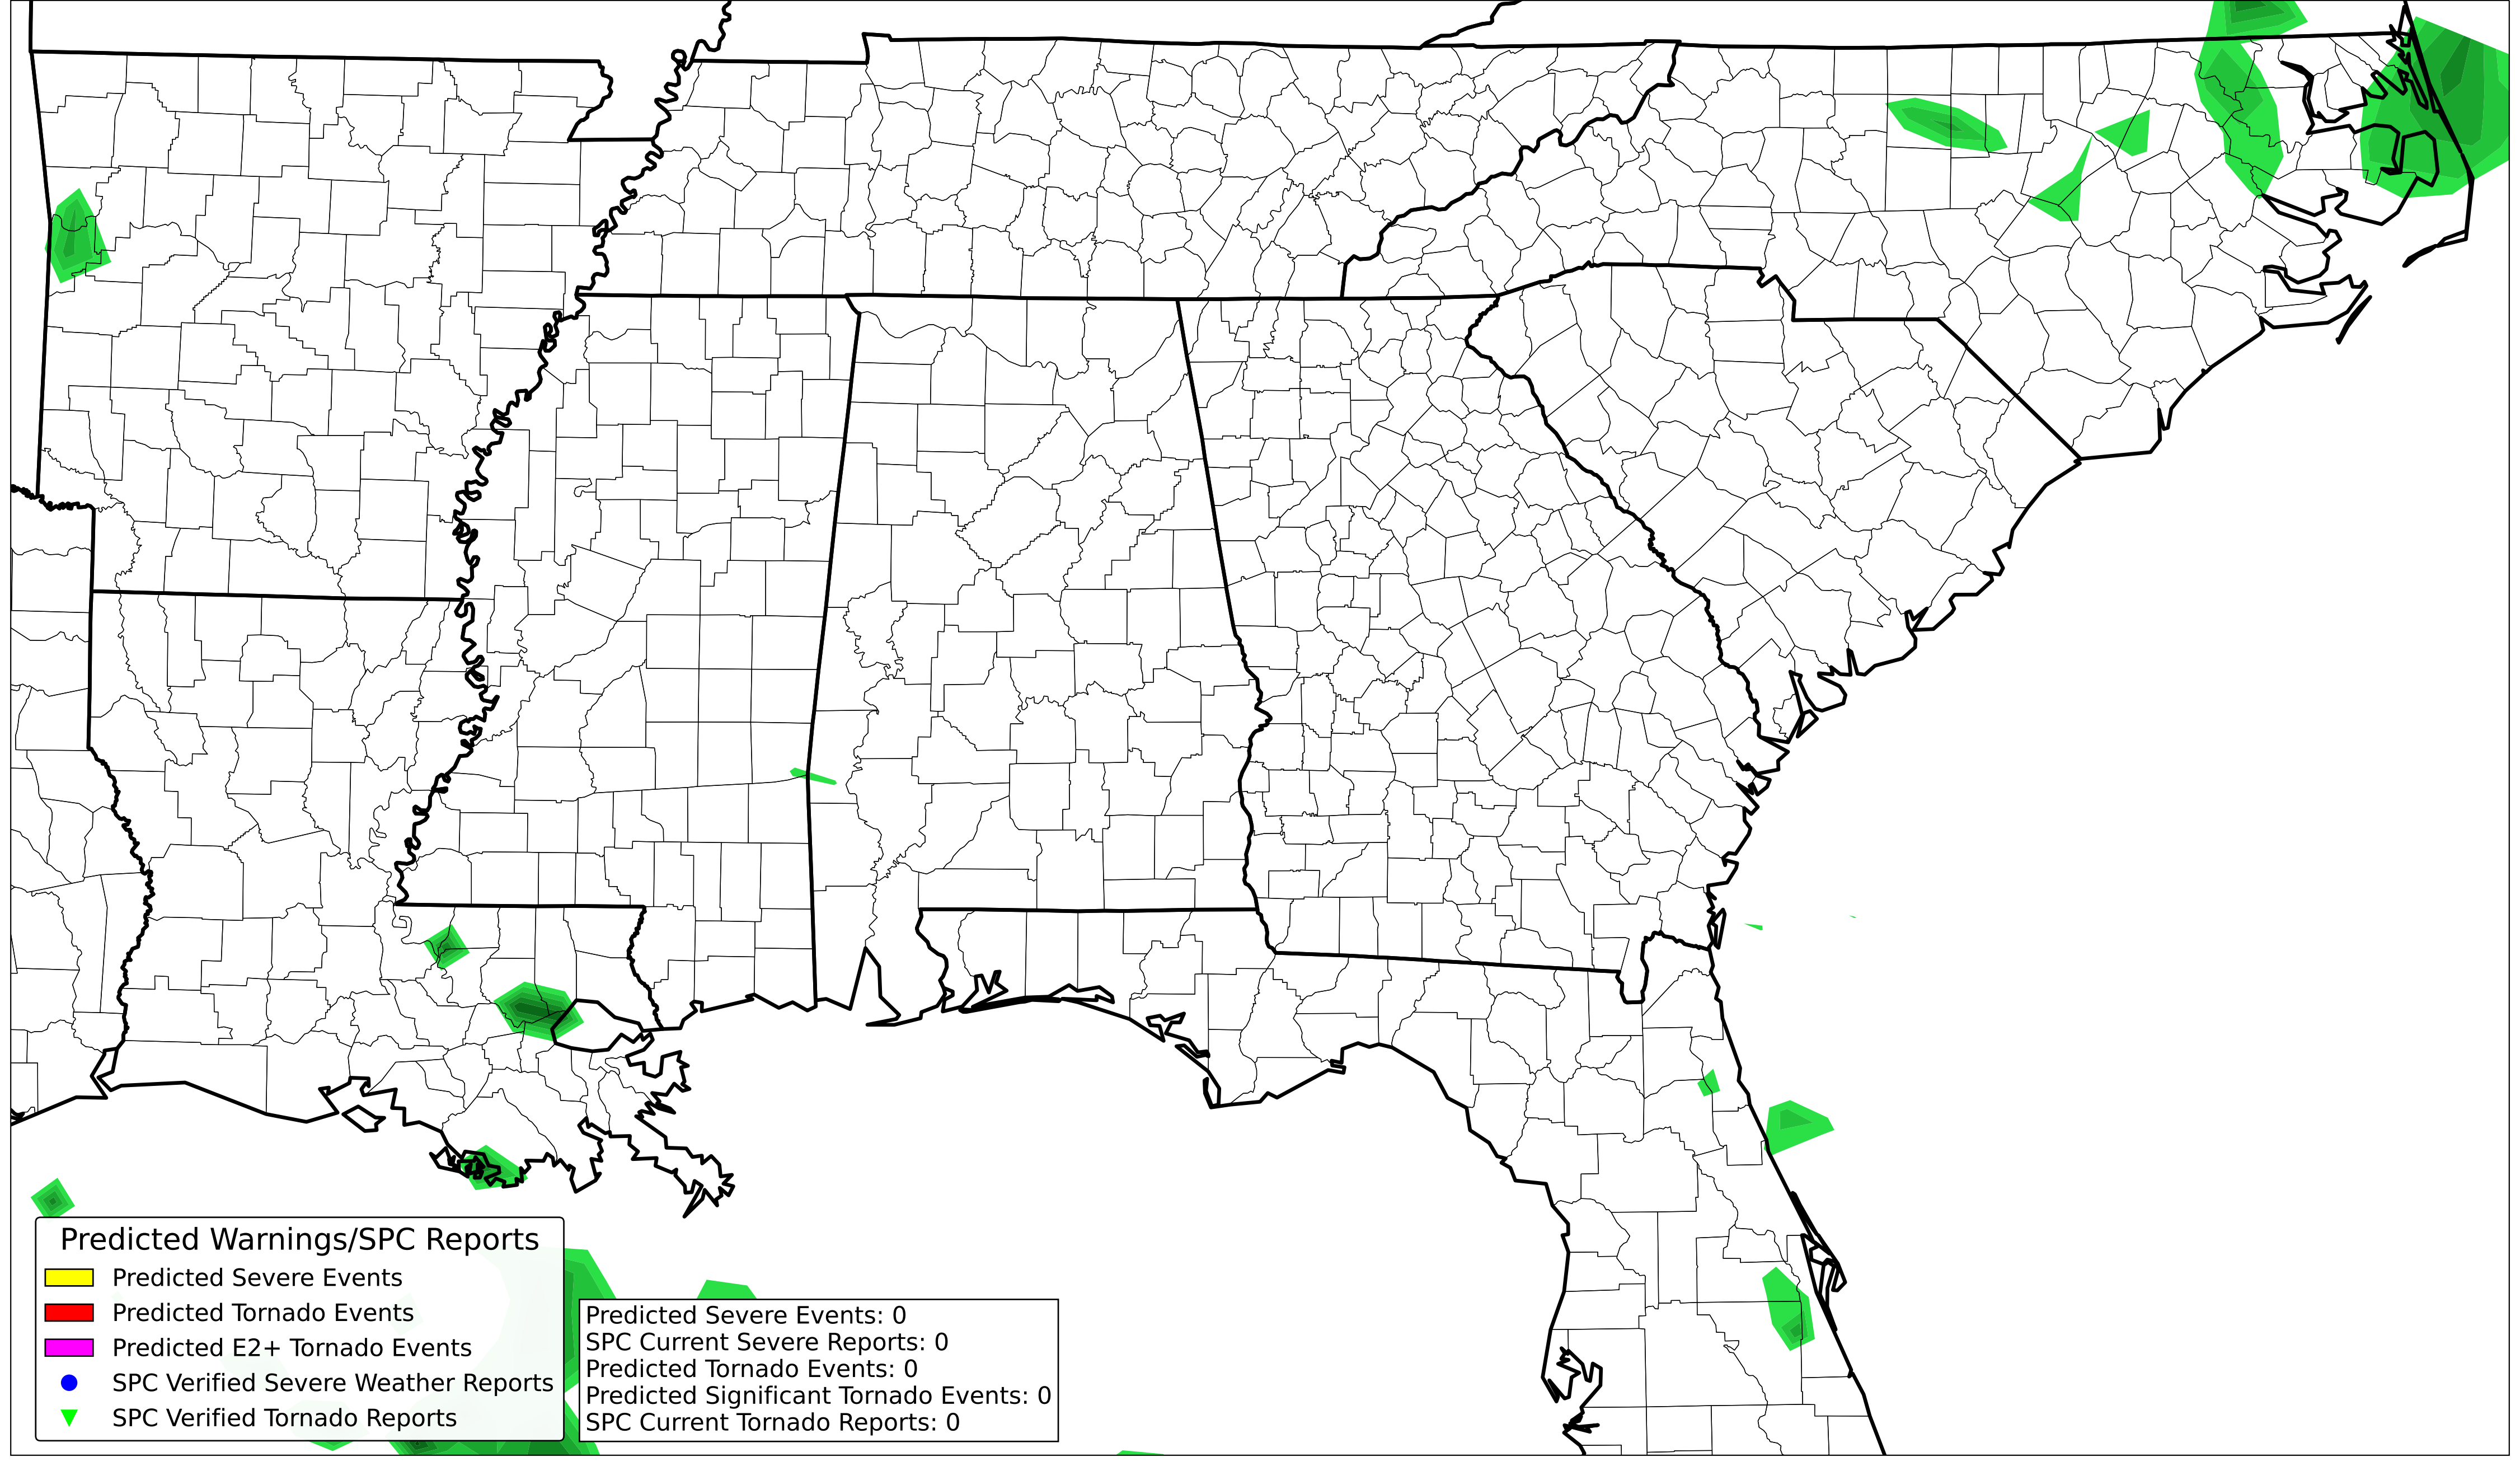 Predicted Warnings/SPC Reports
Predicted Severe Events
Predicted Tornado Events
Predicted E2+ Tornado Events
SPC Verified Severe Weather Reports
SPC Verified Tornado Reports
Predicted Severe Events: 0
SPC Current Severe Reports: 0
Predicted Tornado Events: 0
Predicted Significant Tornado Events: 0
SPC Current Tornado Reports: 0